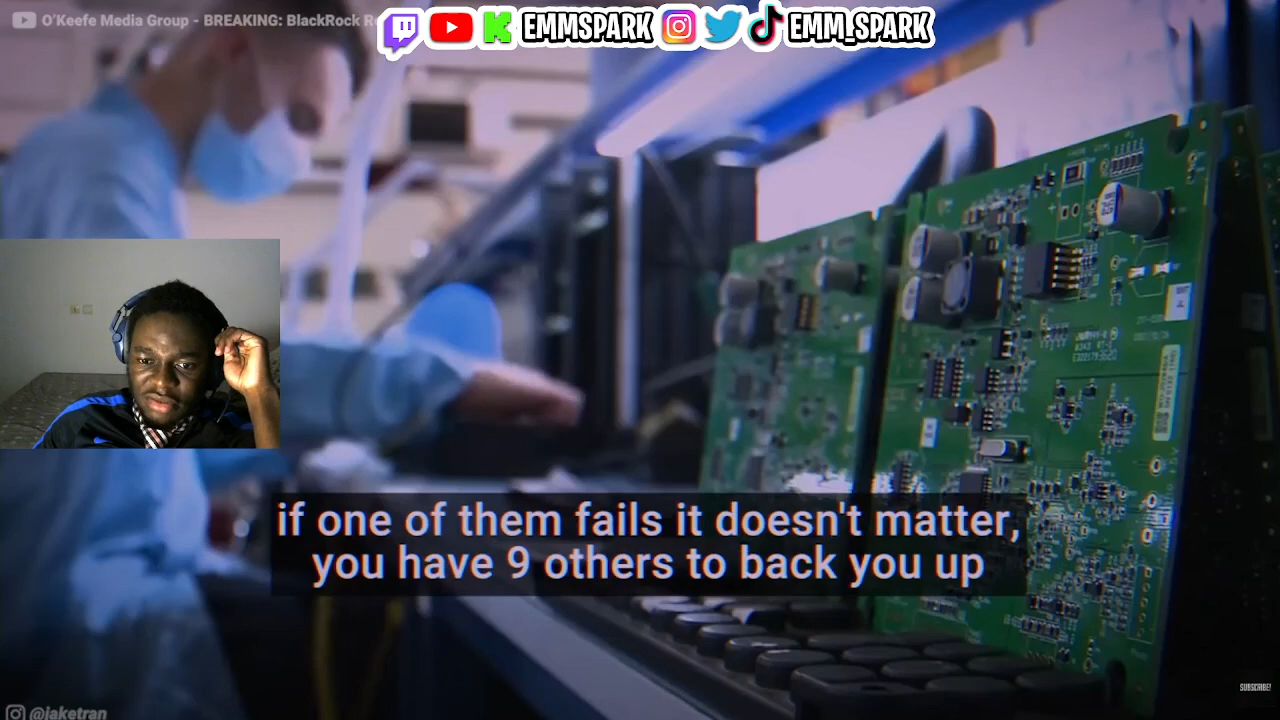 O'Keefe Media Group - BREAKING: BlackRock Re
EMMSPARK
EMM_SPARK
if one of them fails it doesn't matter,
you have 9 others to back you up
@jaketran
SUBSCRIBE!